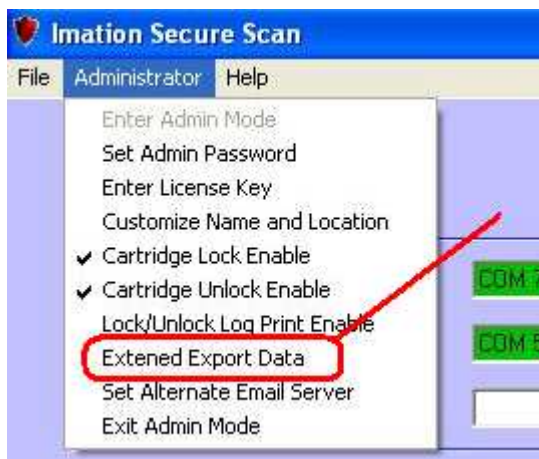 Imation Secure Scan
File Administrator Help
Enter Admin Mode
Set Admin Password
Enter License Key
Customize Name and Location
Cartridge Lock Enable
Cartridge Unlock Enable
Lock/Unlock Log Print Enable
Extened Export Data
Set Alternate Email Server
Exit Admin Mode
COM
COM